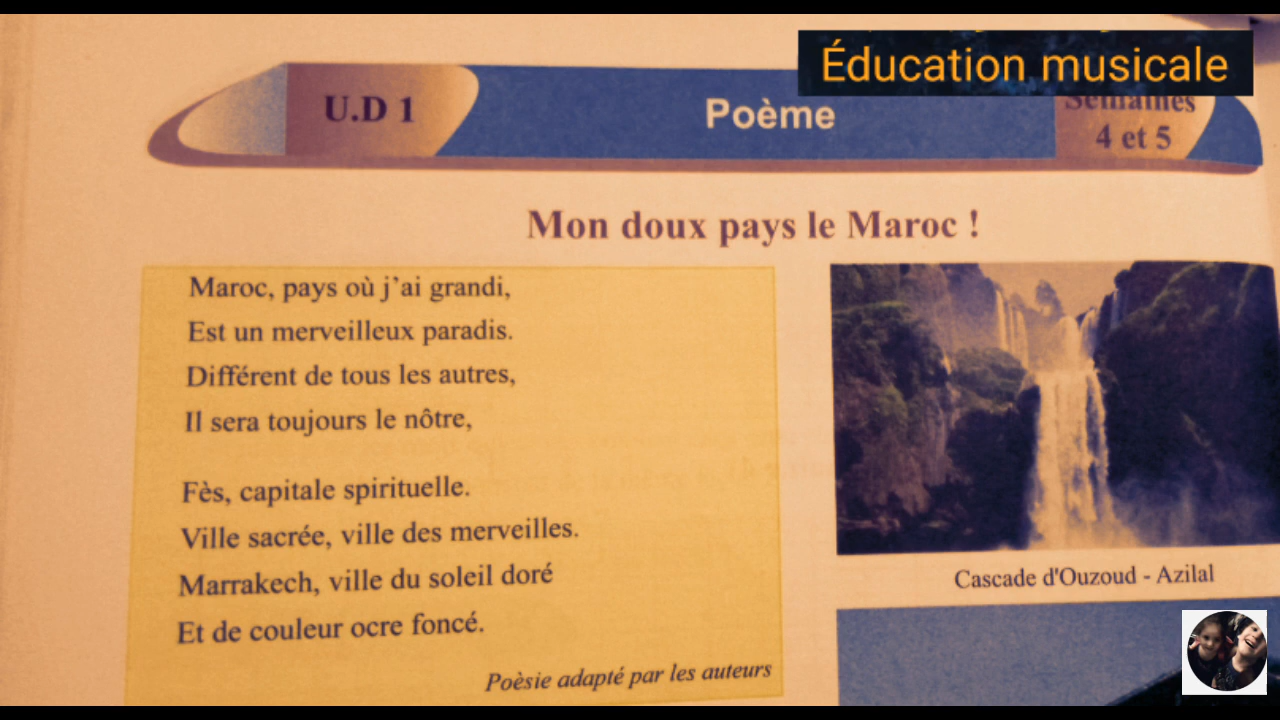 Éducation musicale
U.D 1
Poème
Semaines
4 et 5
Mon doux pays le Maroc !
Maroc, pays où j'ai grandi,
Est un merveilleux paradis.
Différent de tous les autres,
Il sera toujours le nôtre,
Fès, capitale spirituelle.
Ville sacrée, ville des merveilles.
Marrakech, ville du soleil doré
Et de couleur ocre foncé.
Poèsie adapté par les auteurs
Cascade d'Ouzoud - Azilal